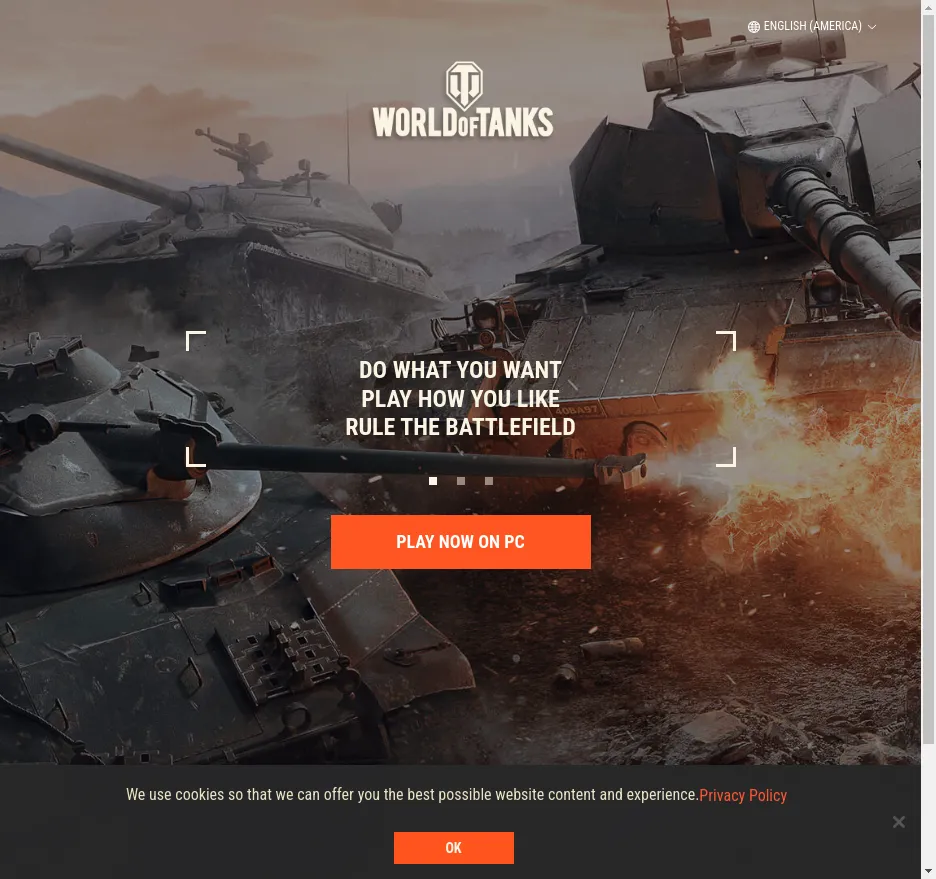 ENGLISH (AMERICA)
WORLD OF TANKS
DO WHAT YOU WANT
PLAY HOW YOU LIKE
RULE THE BATTLEFIELD
PLAY NOW ON PC
We use cookies so that we can offer you the best possible website content and experience.Privacy Policy
OK